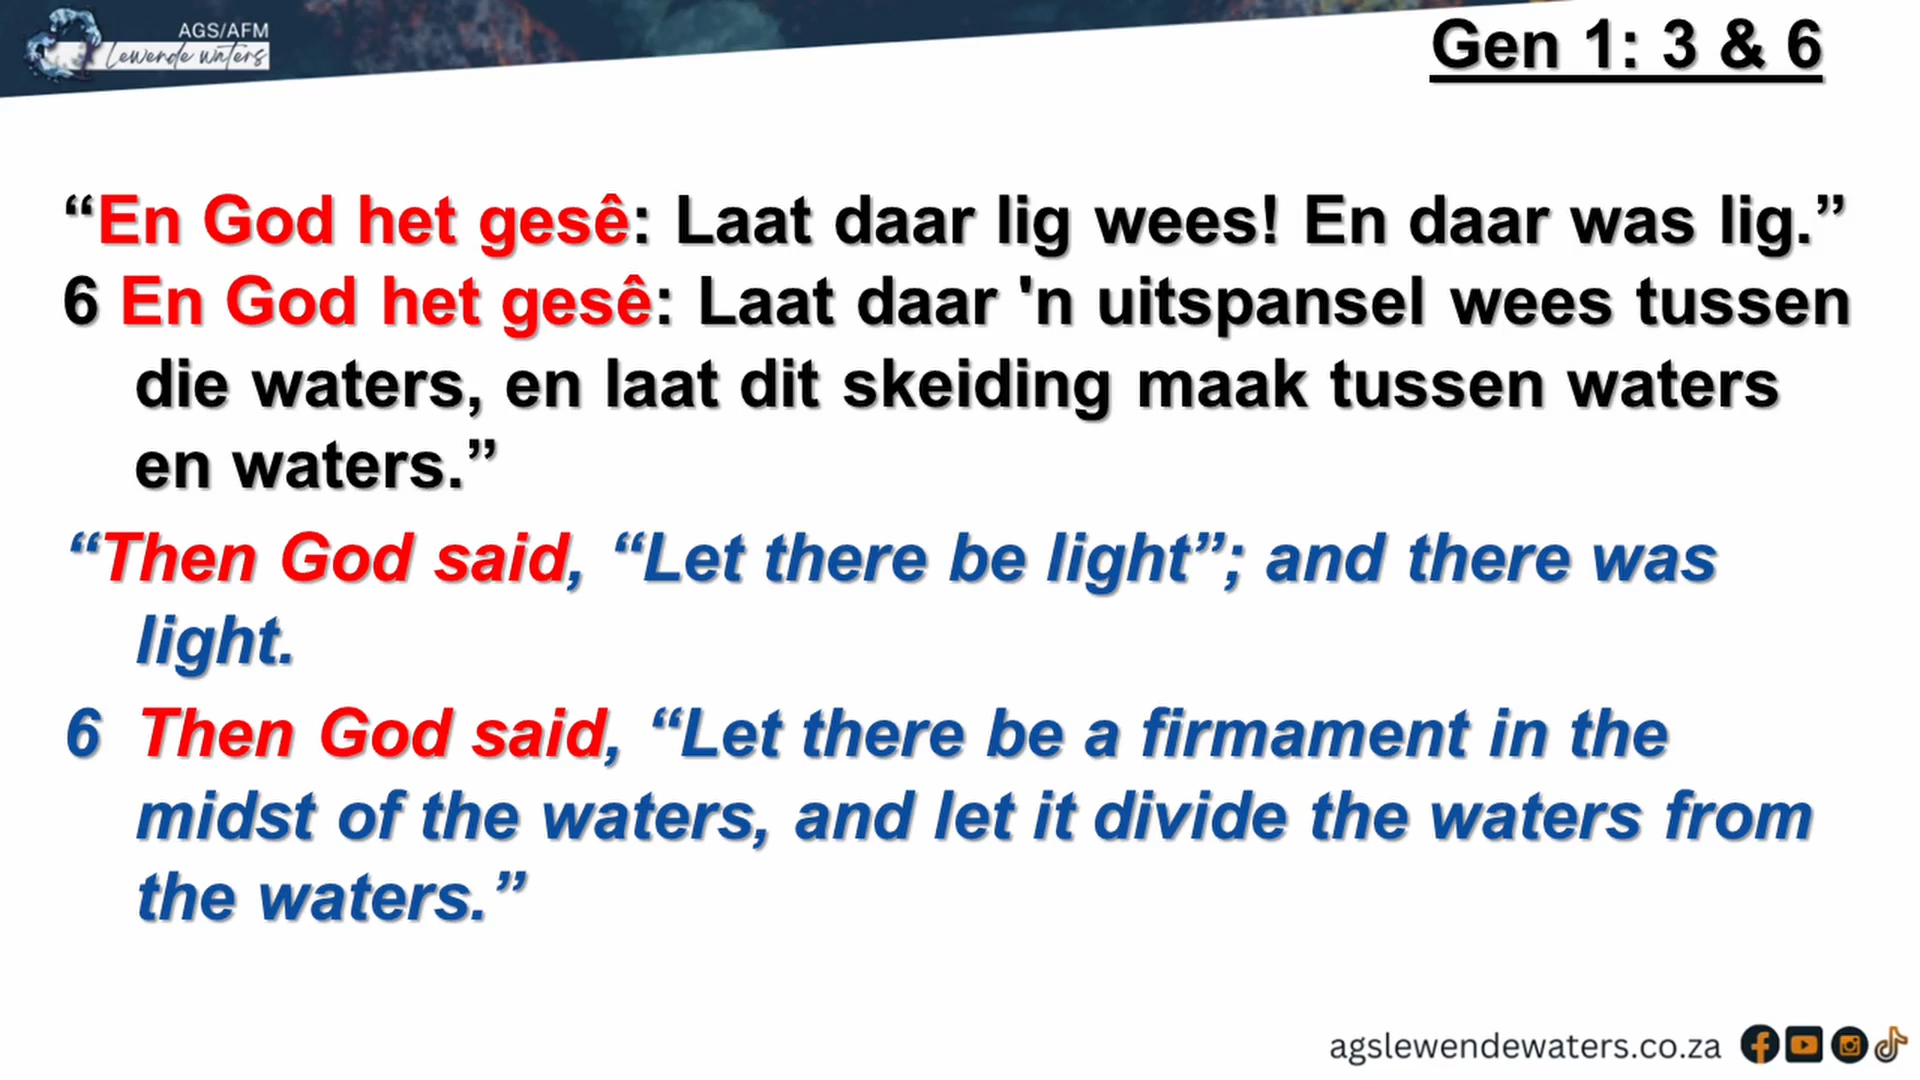 AGS/AFM
Lewende waters
Gen 1: 3 & 6
“En God het gesê: Laat daar lig wees! En daar was lig.”
6 En God het gesê: Laat daar 'n uitspansel wees tussen
die waters, en laat dit skeiding maak tussen waters
en waters.”
“Then God said, “Let there be light”; and there was
light.
6 Then God said, “Let there be a firmament in the
midst of the waters, and let it divide the waters from
the waters.”
agslewendewaters.co.za